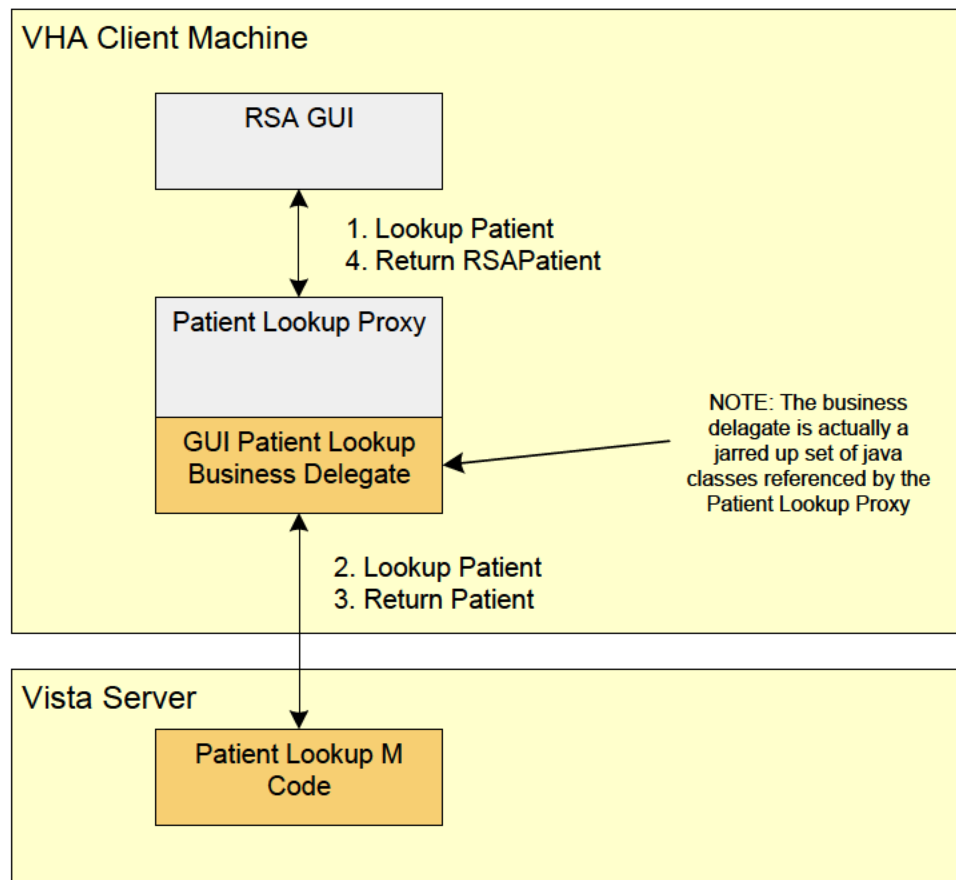 VHA Client Machine
RSA GUI
1. Lookup Patient
4. Return RSAPatient
Patient Lookup Proxy
GUI Patient Lookup
Business Delegate
NOTE: The business
delagate is actually a
jarred up set of java
classes referenced by the
Patient Lookup Proxy
2. Lookup Patient
3. Return Patient
Vista Server
Patient Lookup M
Code